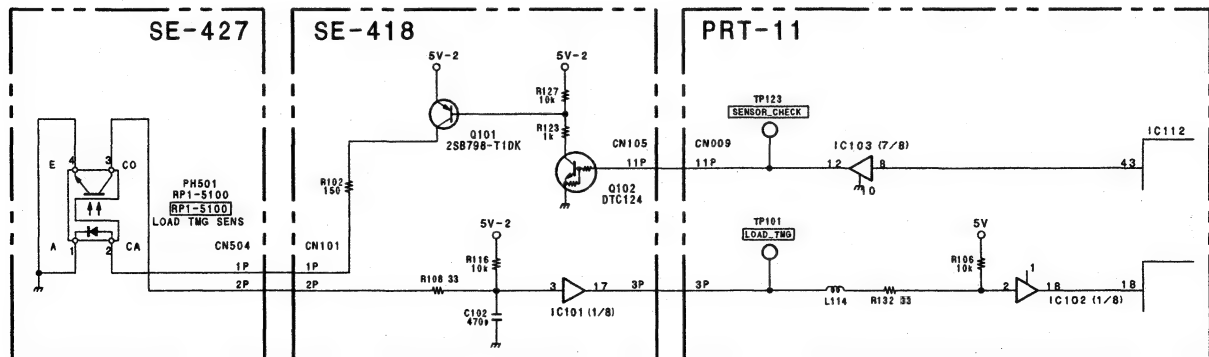 SE-427
SE-418
PRT-11
5V-2
5V-2
R127
10k
R123
1k
Q101
2SB798-T1DK
CN105
CN009
TP123
SENSOR_CHECK
IC103 (7/8)
IC112
11P
11P
12
8
43
10
Q102
DTC124
E
4
3
CO
PH501
RP1-5100
RP1-5100
LOAD TMG SENS
A
1
2
CA
R102
150
CN504
CN101
1P
1P
2P
2P
5V-2
R116
10k
R108 33
C102
470p
3
17
IC101 (1/8)
3P
3P
TP101
LOAD_TMG
L114
R132 33
5V
R106
10k
2
1
18
IC102 (1/8)
18